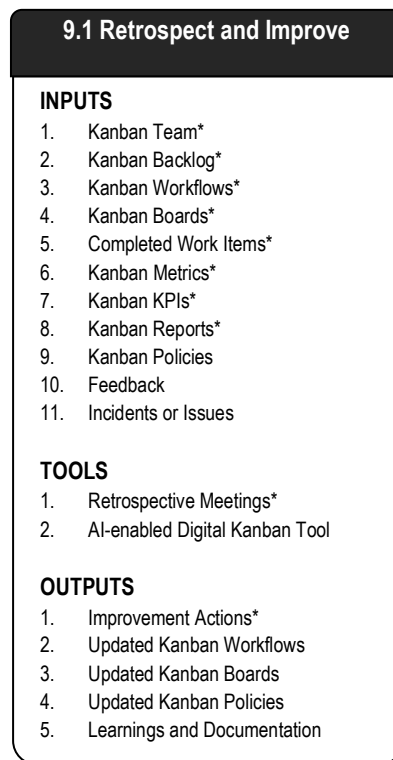 9.1 Retrospect and Improve
INPUTS
1. Kanban Team*
2. Kanban Backlog*
3. Kanban Workflows*
4. Kanban Boards*
5. Completed Work Items*
6. Kanban Metrics*
7. Kanban KPIs*
8. Kanban Reports*
9. Kanban Policies
10. Feedback
11. Incidents or Issues
TOOLS
1. Retrospective Meetings*
2. AI-enabled Digital Kanban Tool
OUTPUTS
1. Improvement Actions*
2. Updated Kanban Workflows
3. Updated Kanban Boards
4. Updated Kanban Policies
5. Learnings and Documentation